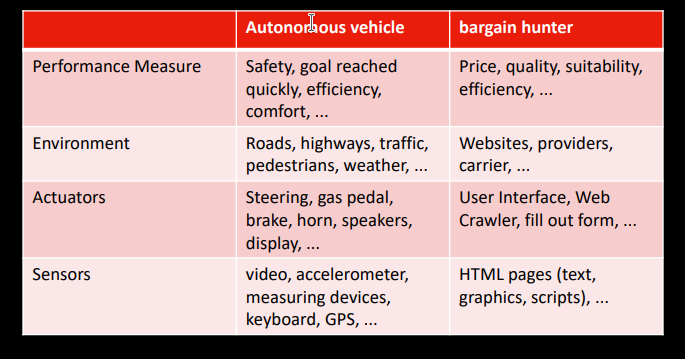 Autonomous vehicle
bargain hunter
Performance Measure
Safety, goal reached
quickly, efficiency,
comfort, ...
Price, quality, suitability,
efficiency, ...
Environment
Roads, highways, traffic,
pedestrians, weather, ...
Websites, providers,
carrier, ...
Actuators
Steering, gas pedal,
brake, horn, speakers,
display, ...
User Interface, Web
Crawler, fill out form, ...
Sensors
video, accelerometer,
measuring devices,
keyboard, GPS, ...
HTML pages (text,
graphics, scripts), ...